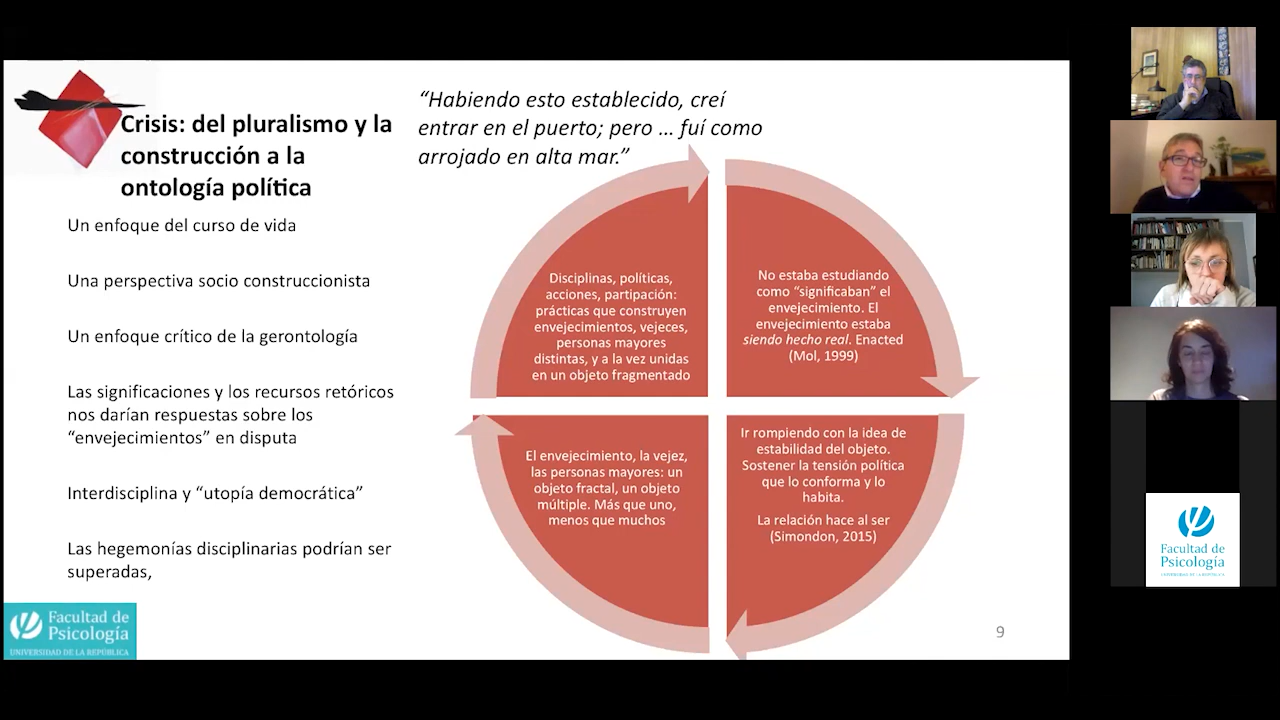 Crisis: del pluralismo y la
construcción a la
ontología política
“Habiendo esto establecido, creí
entrar en el puerto; pero ... fuí como
arrojado en alta mar.”
Un enfoque del curso de vida
Una perspectiva socio construccionista
Un enfoque crítico de la gerontología
Las significaciones y los recursos retóricos
nos darían respuestas sobre los
“envejecimientos” en disputa
Interdisciplina y “utopía democrática”
Las hegemonías disciplinarias podrían ser
superadas,
Disciplinas, políticas,
acciones, partipación:
prácticas que construyen
envejecimientos, vejeces,
personas mayores
distintas, y a la vez unidas
en un objeto fragmentado
No estaba estudiando
como “significaban” el
envejecimiento. El
envejecimiento estaba
siendo hecho real. Enacted
(Mol, 1999)
El envejecimiento, la vejez,
las personas mayores: un
objeto fractal, un objeto
múltiple. Más que uno,
menos que muchos
Ir rompiendo con la idea de
estabilidad del objeto.
Sostener la tensión política
que lo conforma y lo
habita.
La relación hace al ser
(Simondon, 2015)
Facultad de
Psicología
UNIVERSIDAD DE LA REPÚBLICA
9
Facultad de
Psicología
UNIVERSIDAD DE LA REPÚBLICA